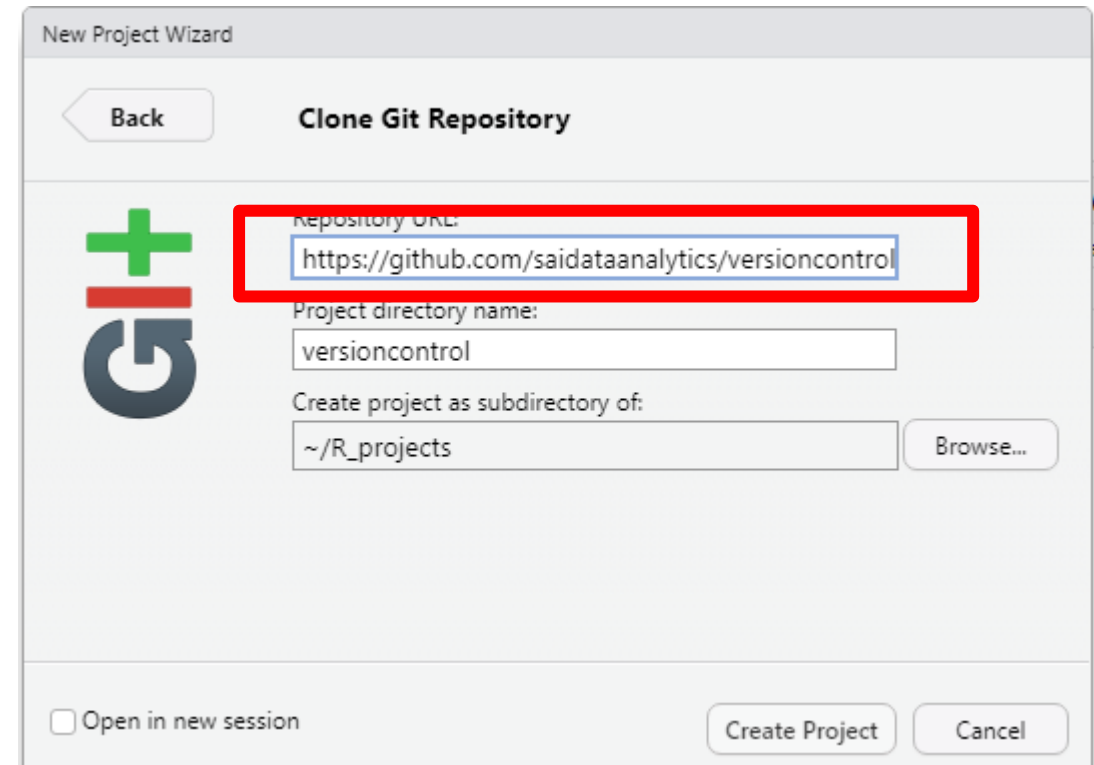 New Project Wizard
Back
Clone Git Repository
GIt
Repository URL:
https://github.com/saidataanalytics/versioncontrol
Project directory name:
versioncontrol
Create project as subdirectory of:
~/R_projects
Browse...
Open in new session
Create Project
Cancel